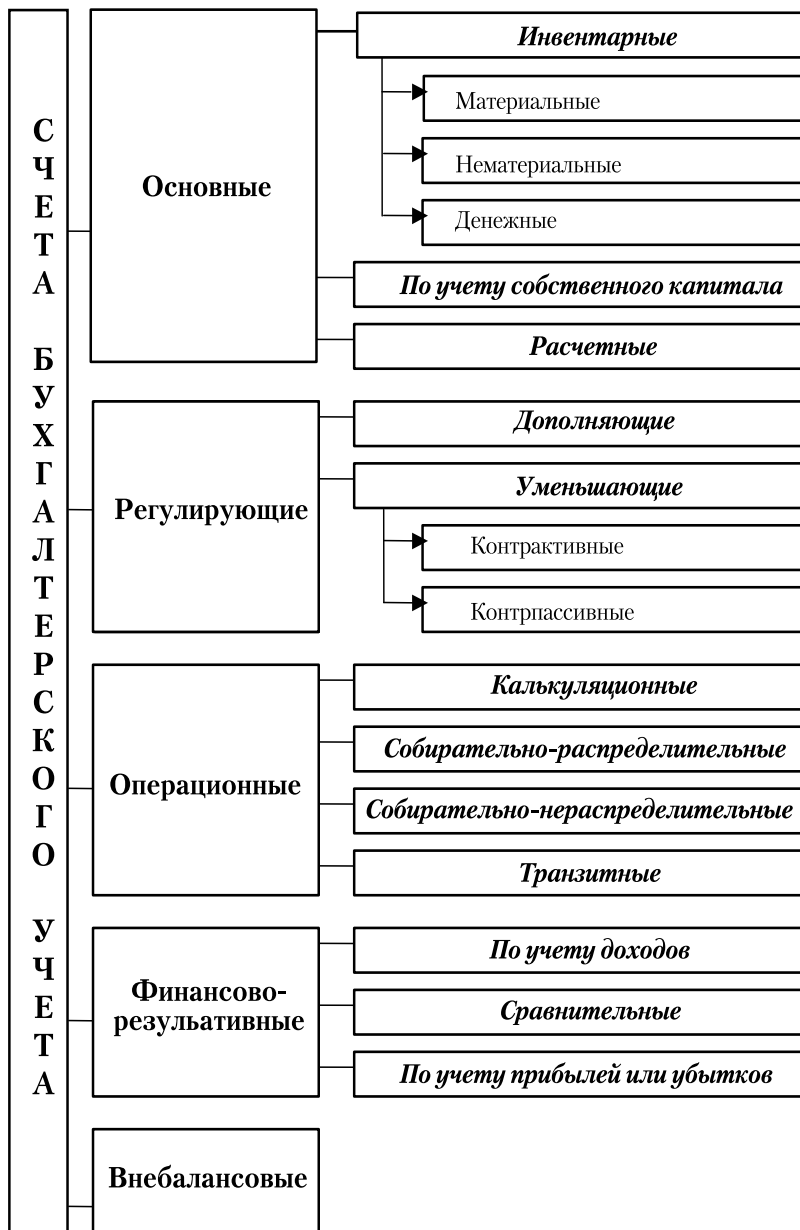 СЧЕТА БУХГАЛТЕРСКОГО УЧЕТА
Основные
Инвентарные
Материальные
Нематериальные
Денежные
По учету собственного капитала
Расчетные
Регулирующие
Дополняющие
Уменьшающие
Контрактивные
Контрпассивные
Операционные
Калькуляционные
Собирательно-распределительные
Собирательно-нераспределительные
Транзитные
Финансово-
резульативные
По учету доходов
Сравнительные
По учету прибылей или убытков
Внебалансовые